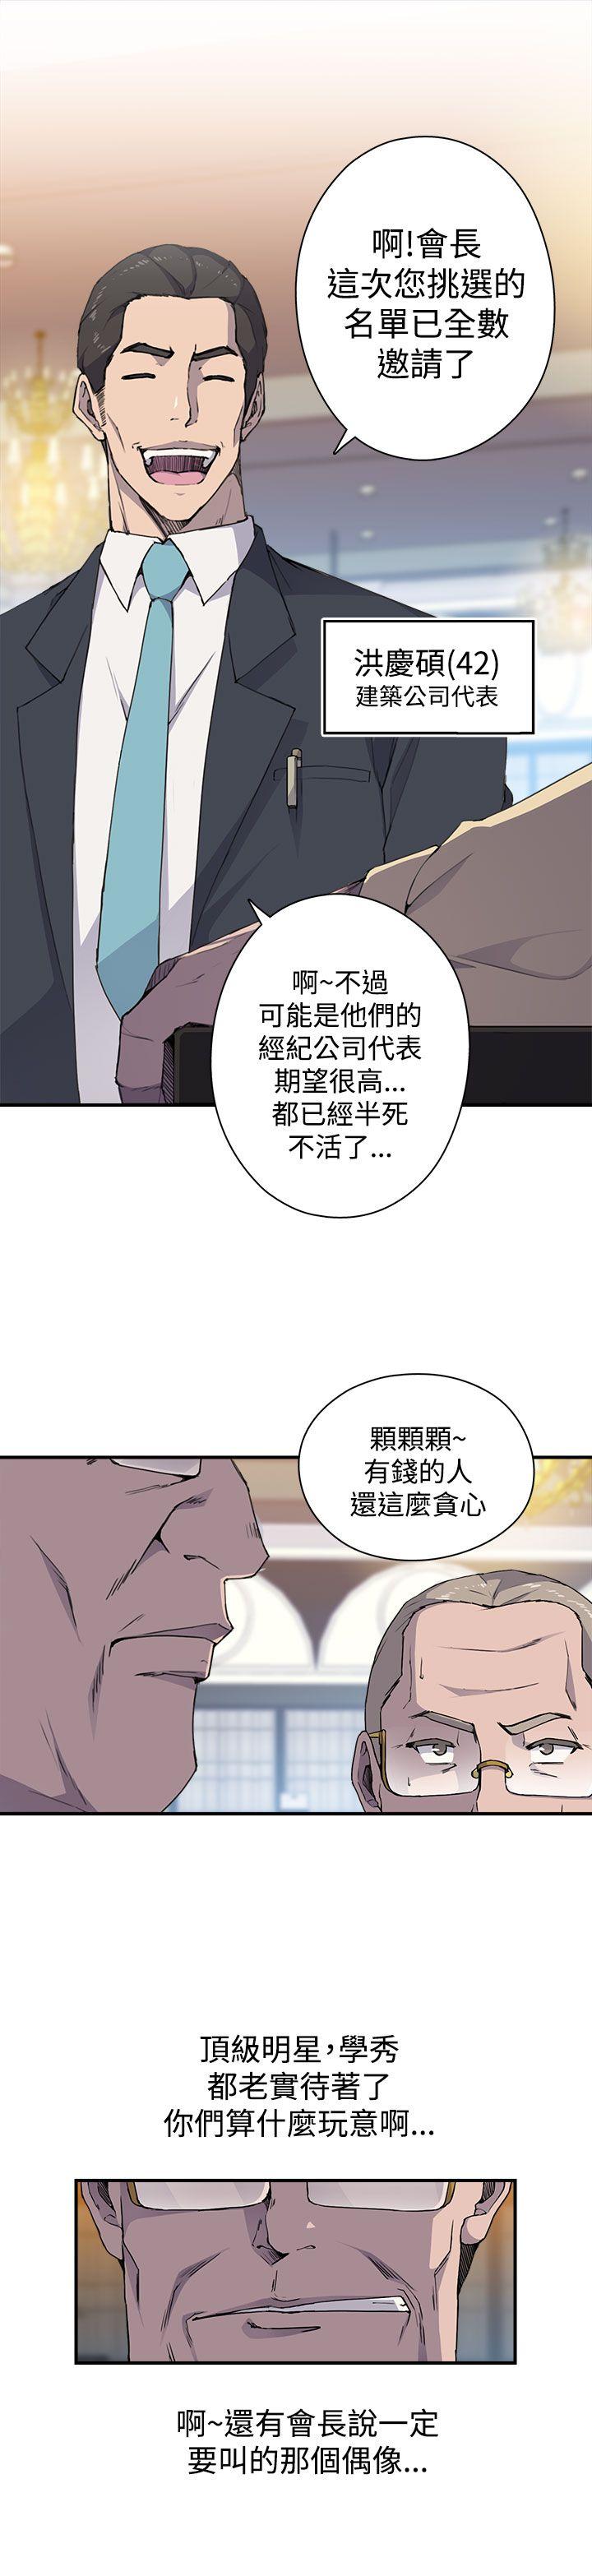 啊!會長
這次您挑選的
名單已全數
邀請了
洪慶碩(42)
建築公司代表
啊~不過
可能是他們的
經紀公司代表
期望很高...
都已經半死
不活了...
顆顆顆~
有錢的人
還這麼貪心
頂級明星,學秀
都老實待著了
你們算什麼玩意啊...
啊~還有會長說一定
要叫的那個偶像...